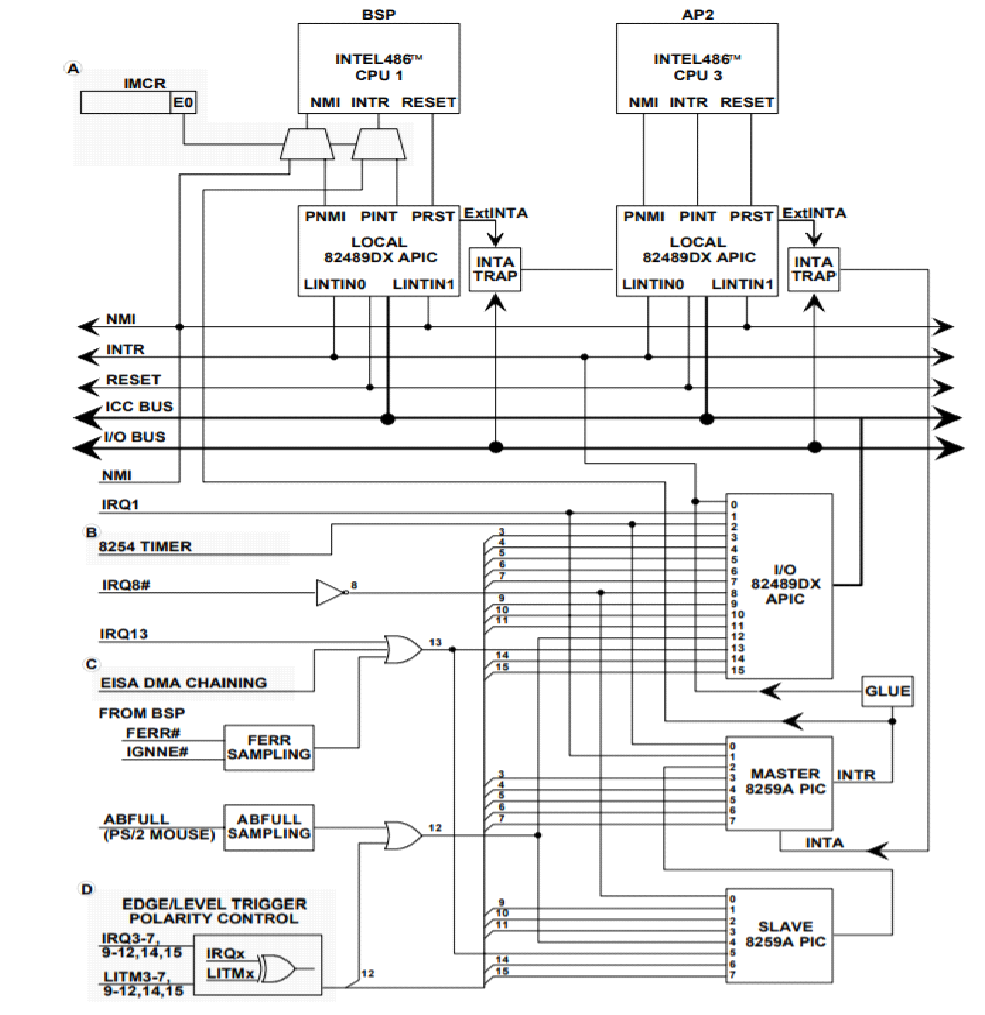 BSP
AP2
A
IMCR
E0
INTEL486™
CPU 1
NMI INTR RESET
INTEL486™
CPU 3
NMI INTR RESET
PNMI PINT PRST
LOCAL
82489DX APIC
LINTIN0 LINTIN1
ExtINTA
INTA
TRAP
PNMI PINT PRST
LOCAL
82489DX APIC
LINTIN0 LINTIN1
ExtINTA
INTA
TRAP
NMI
INTR
RESET
ICC BUS
I/O BUS
NMI
IRQ1
B
8254 TIMER
IRQ8#
8
IRQ13
13
C
EISA DMA CHAINING
FROM BSP
FERR#
IGNNE#
FERR
SAMPLING
ABFULL
(PS/2 MOUSE)
ABFULL
SAMPLING
12
D
EDGE/LEVEL TRIGGER
POLARITY CONTROL
IRQ3-7,
9-12,14,15
LITM3-7,
9-12,14,15
IRQx
LITMx
12
3
4
5
6
7
9
10
11
14
15
0
1
2
3
4
5
6
7
8
9
10
11
12
13
14
15
I/O
82489DX
APIC
GLUE
3
4
5
6
7
0
1
2
3
4
5
6
7
MASTER
8259A PIC
INTR
INTA
9
10
11
14
15
0
1
2
3
4
5
6
7
SLAVE
8259A PIC